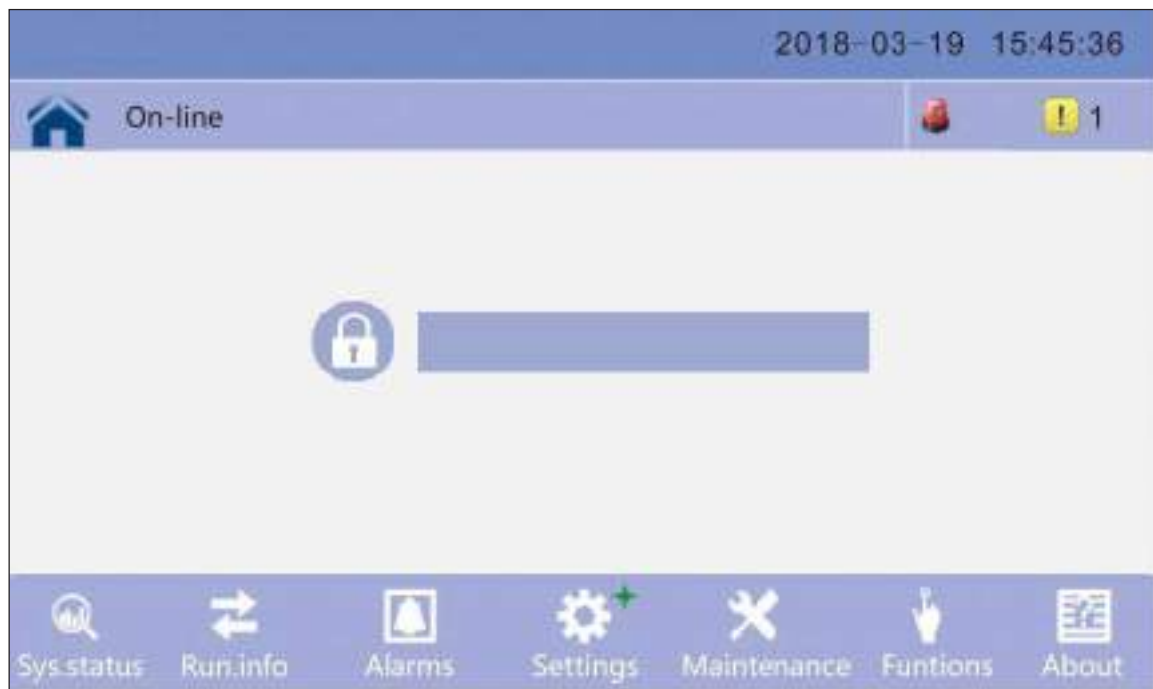 2018-03-19 15:45:36
On-line
! 1
Sys.status Run.info Alarms Settings Maintenance Funtions About